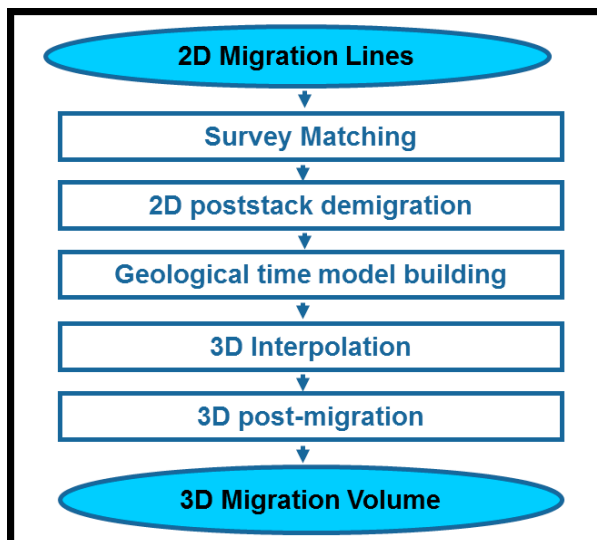 2D Migration Lines
Survey Matching
2D poststack demigration
Geological time model building
3D Interpolation
3D post-migration
3D Migration Volume